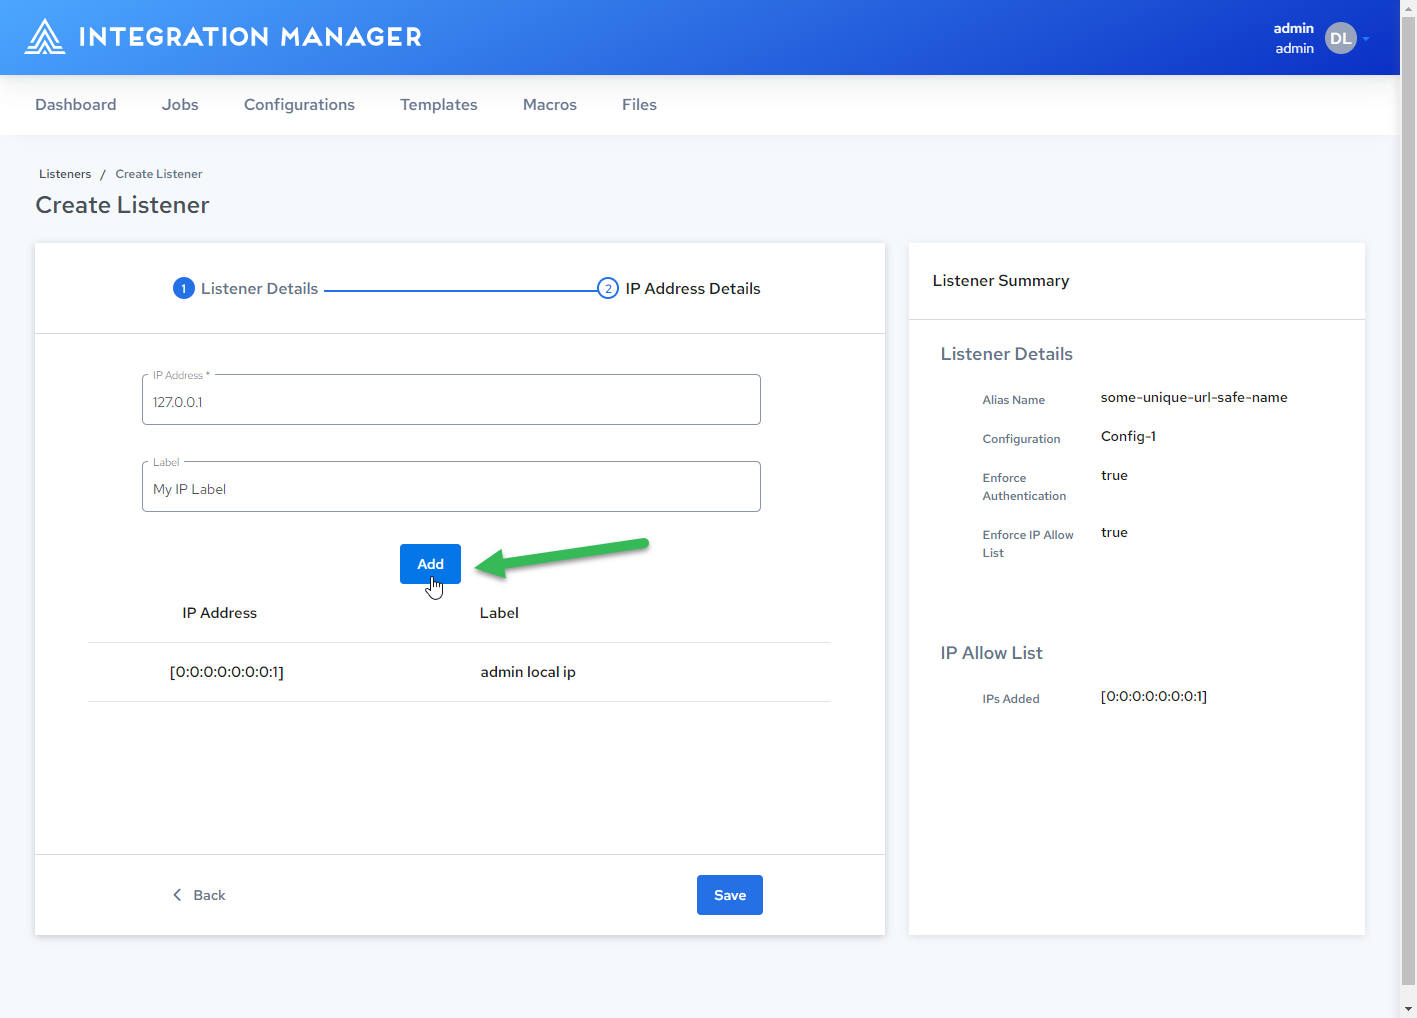 INTEGRATION MANAGER
admin
admin
DL
Dashboard Jobs Configurations Templates Macros Files
Listeners / Create Listener
Create Listener
1 Listener Details 2 IP Address Details
IP Address *
127.0.0.1
Label
My IP Label
Add
IP Address Label
[0:0:0:0:0:0:0:1] admin local ip
Back Save
Listener Summary
Listener Details
Alias Name some-unique-url-safe-name
Configuration Config-1
Enforce Authentication true
Enforce IP Allow List true
IP Allow List
IPs Added [0:0:0:0:0:0:0:1]